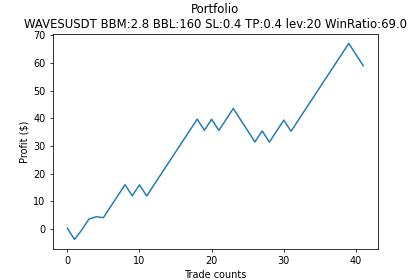 Portfolio
WAVESUSDT BBM:2.8 BBL:160 SL:0.4 TP:0.4 lev:20 WinRatio:69.0
70
60
50
40
30
20
10
0
Profit ($)
0 10 20 30 40
Trade counts